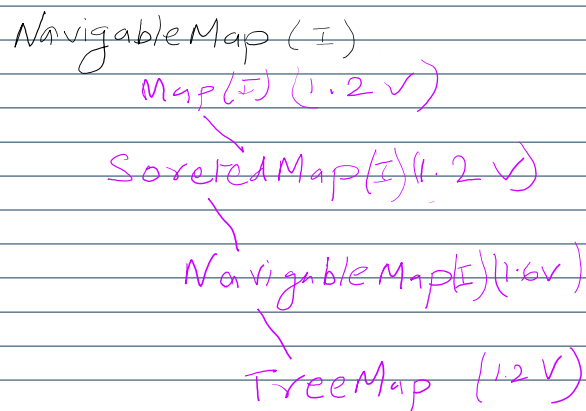 NavigableMap (I)
Map(I) (1.2 V)
SoretedMap(I)(1.2 V)
NavigableMap(I)(1.6V)
TreeMap (1.2 V)